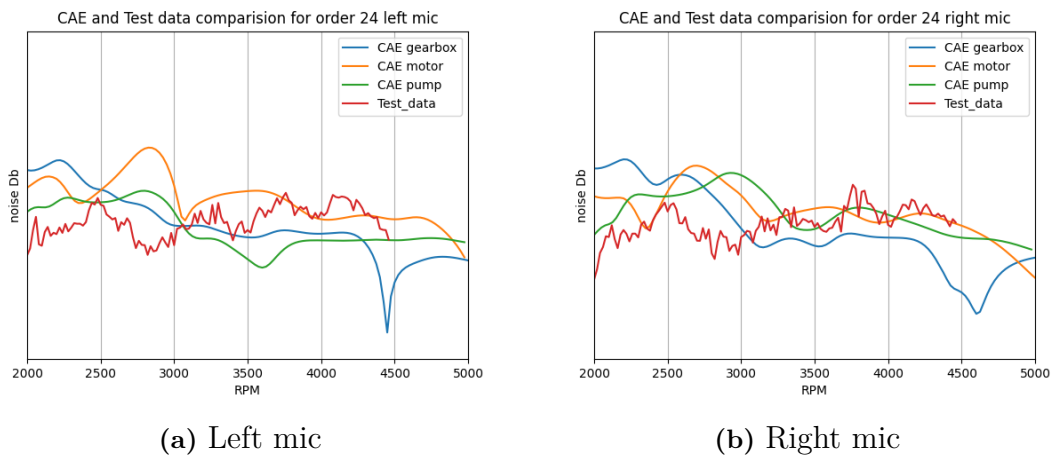 CAE and Test data comparision for order 24 left mic
noise Db
CAE gearbox
CAE motor
CAE pump
Test_data
2000 2500 3000 3500 4000 4500 5000
RPM
(a) Left mic
CAE and Test data comparision for order 24 right mic
noise Db
CAE gearbox
CAE motor
CAE pump
Test_data
2000 2500 3000 3500 4000 4500 5000
RPM
(b) Right mic